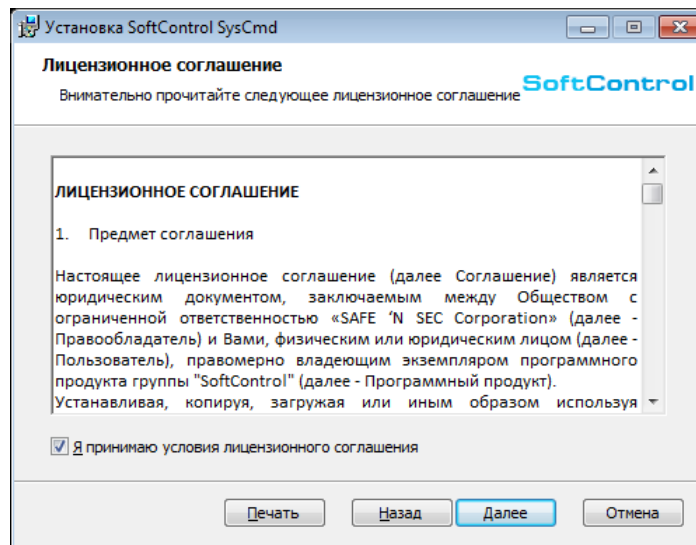 Установка SoftControl SysCmd
Лицензионное соглашение
Внимательно прочитайте следующее лицензионное соглашение
SoftControl
ЛИЦЕНЗИОННОЕ СОГЛАШЕНИЕ
1. Предмет соглашения
Настоящее лицензионное соглашение (далее Соглашение) является
юридическим документом, заключаемым между Обществом с
ограниченной ответственностью «SAFE ‘N SEC Corporation» (далее -
Правообладатель) и Вами, физическим или юридическим лицом (далее -
Пользователь), правомерно владеющим экземпляром программного
продукта группы "SoftControl" (далее - Программный продукт).
Устанавливая, копируя, загружая или иным образом используя
Я принимаю условия лицензионного соглашения
Печать
Назад
Далее
Отмена